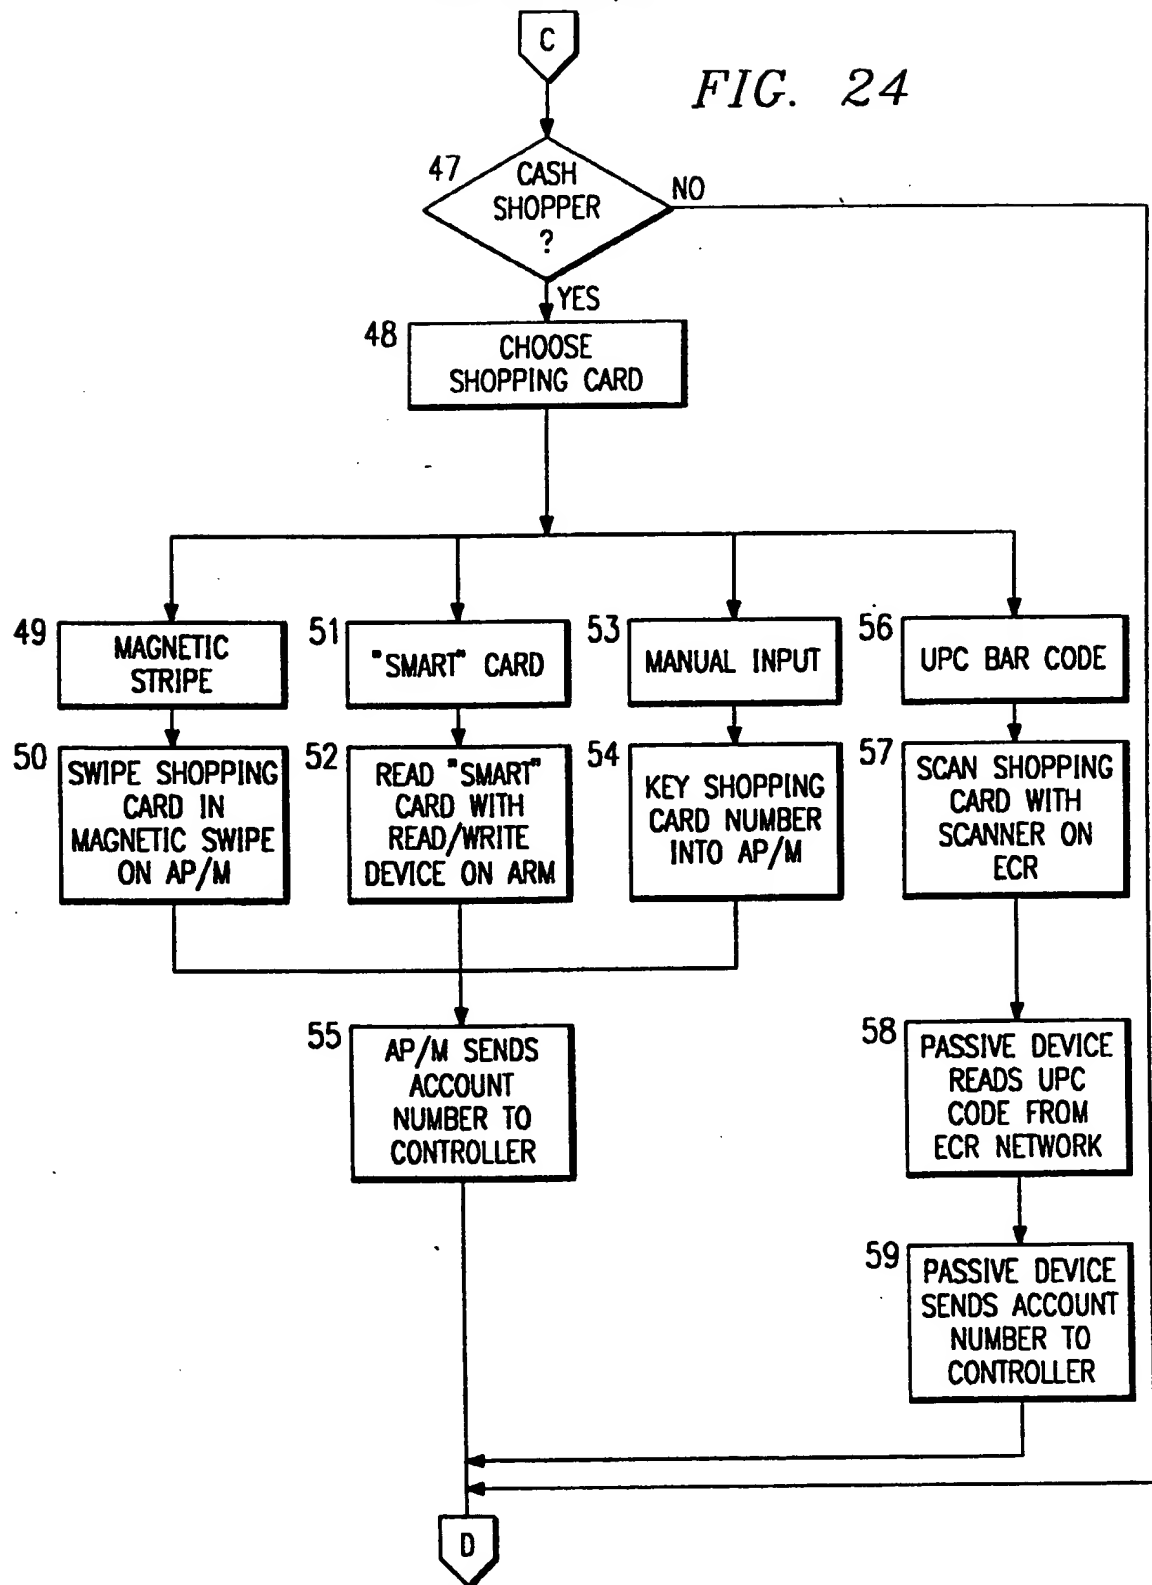 C
FIG. 24
47
CASH
SHOPPER
?
NO
YES
48
CHOOSE
SHOPPING CARD
49
MAGNETIC
STRIPE
51
"SMART" CARD
53
MANUAL INPUT
56
UPC BAR CODE
50
SWIPE SHOPPING
CARD IN
MAGNETIC SWIPE
ON AP/M
52
READ "SMART"
CARD WITH
READ/WRITE
DEVICE ON ARM
54
KEY SHOPPING
CARD NUMBER
INTO AP/M
57
SCAN SHOPPING
CARD WITH
SCANNER ON
ECR
55
AP/M SENDS
ACCOUNT
NUMBER TO
CONTROLLER
58
PASSIVE DEVICE
READS UPC
CODE FROM
ECR NETWORK
59
PASSIVE DEVICE
SENDS ACCOUNT
NUMBER TO
CONTROLLER
D